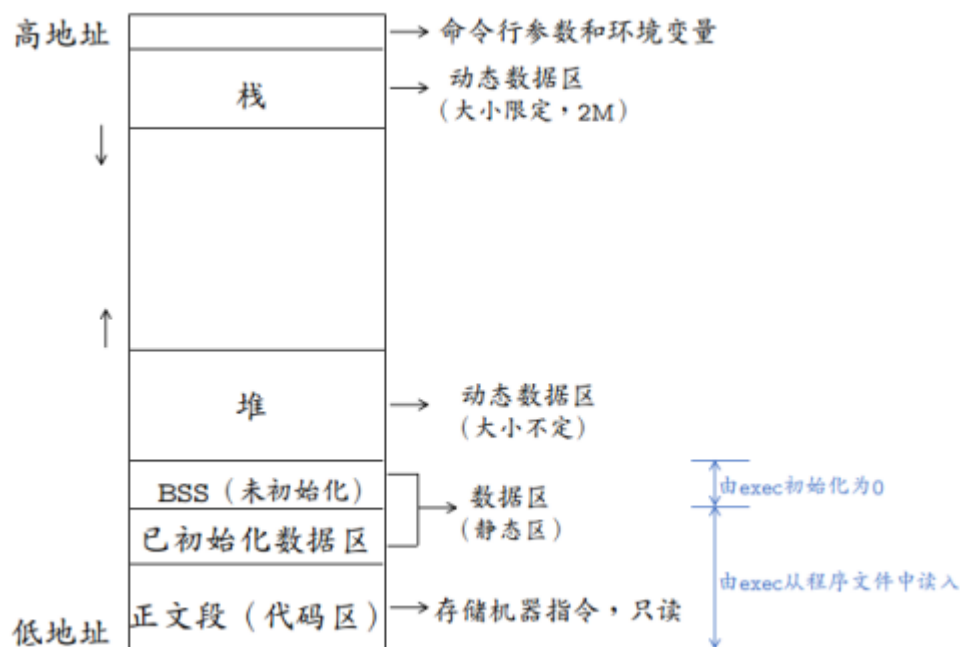 高地址
命令行参数和环境变量
栈
动态数据区
（大小限定，2M）
堆
动态数据区
（大小不定）
BSS（未初始化）
数据区
（静态区）
由exec初始化为0
已初始化数据区
由exec从程序文件中读入
正文段（代码区）
存储机器指令，只读
低地址